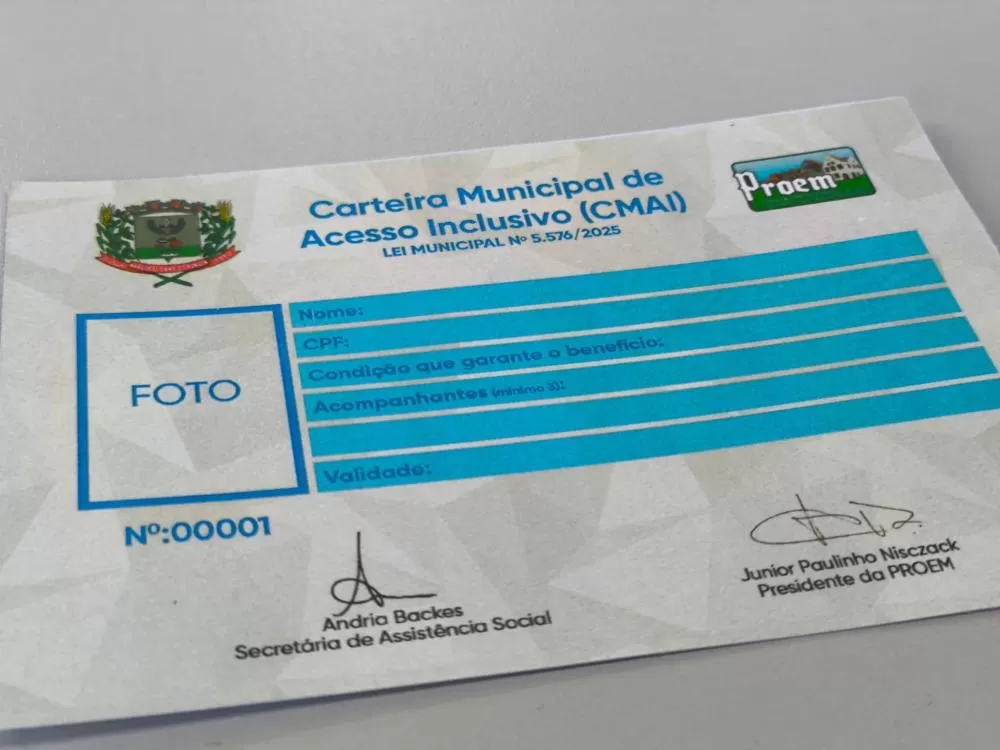 Carteira Municipal de
Acesso Inclusivo (CMAI)
LEI MUNICIPAL Nº 5.576/2025
Proem
FOTO
Nome:
CPF:
Condição que garante o benefício:
Acompanhantes (mínimo 3):
Validade:
Nº:00001
Andria Backes
Secretária de Assistência Social
Junior Paulinho Nisczack
Presidente da PROEM